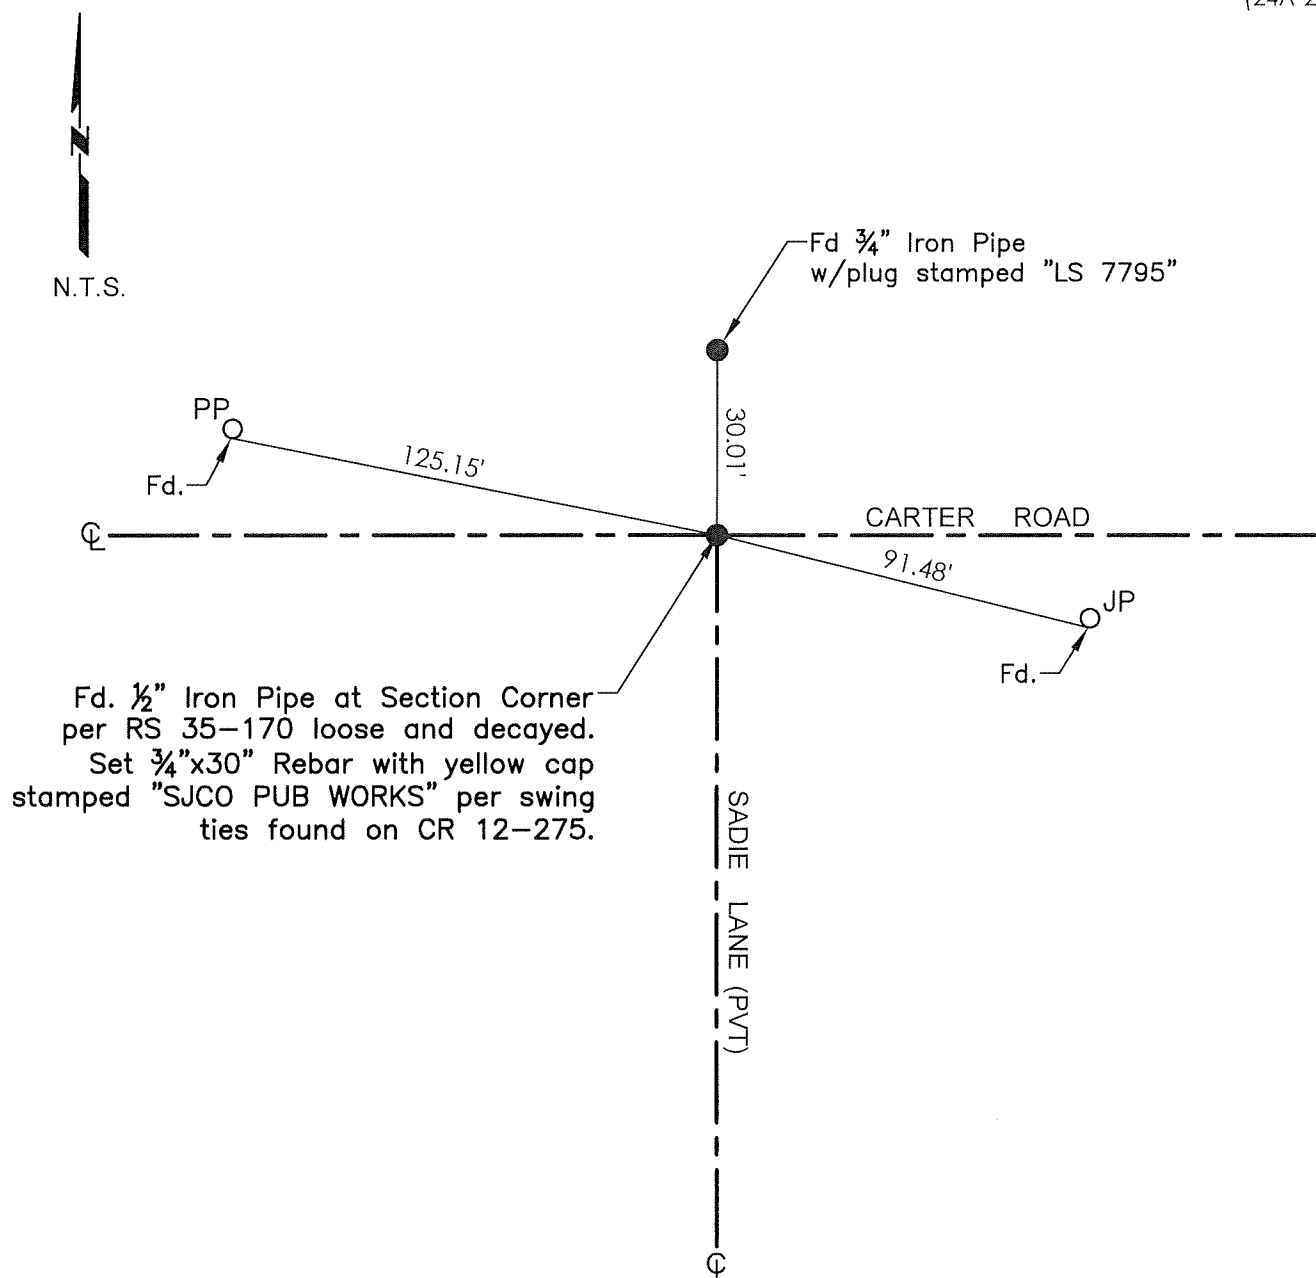 N
N.T.S.
Fd ¾" Iron Pipe
w/plug stamped "LS 7795"
PP
Fd.
125.15'
30.01'
℄
CARTER ROAD
91.48'
JP
Fd.
Fd. ½" Iron Pipe at Section Corner
per RS 35-170 loose and decayed.
Set ¾"x30" Rebar with yellow cap
stamped "SJCO PUB WORKS" per swing
ties found on CR 12-275.
SADIE LANE (PVT)
℄